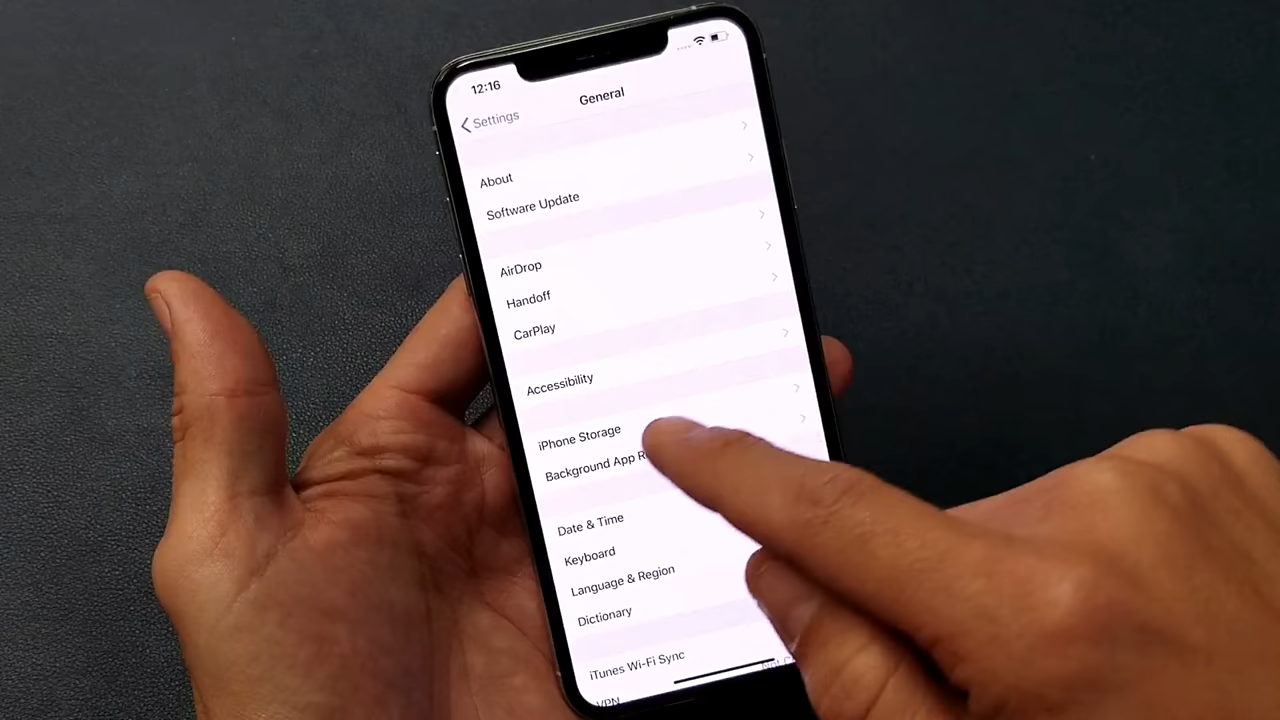 12:16
Settings
General
About
Software Update
AirDrop
Handoff
CarPlay
Accessibility
iPhone Storage
Background App R
Date & Time
Keyboard
Language & Region
Dictionary
iTunes Wi-Fi Sync
VPN